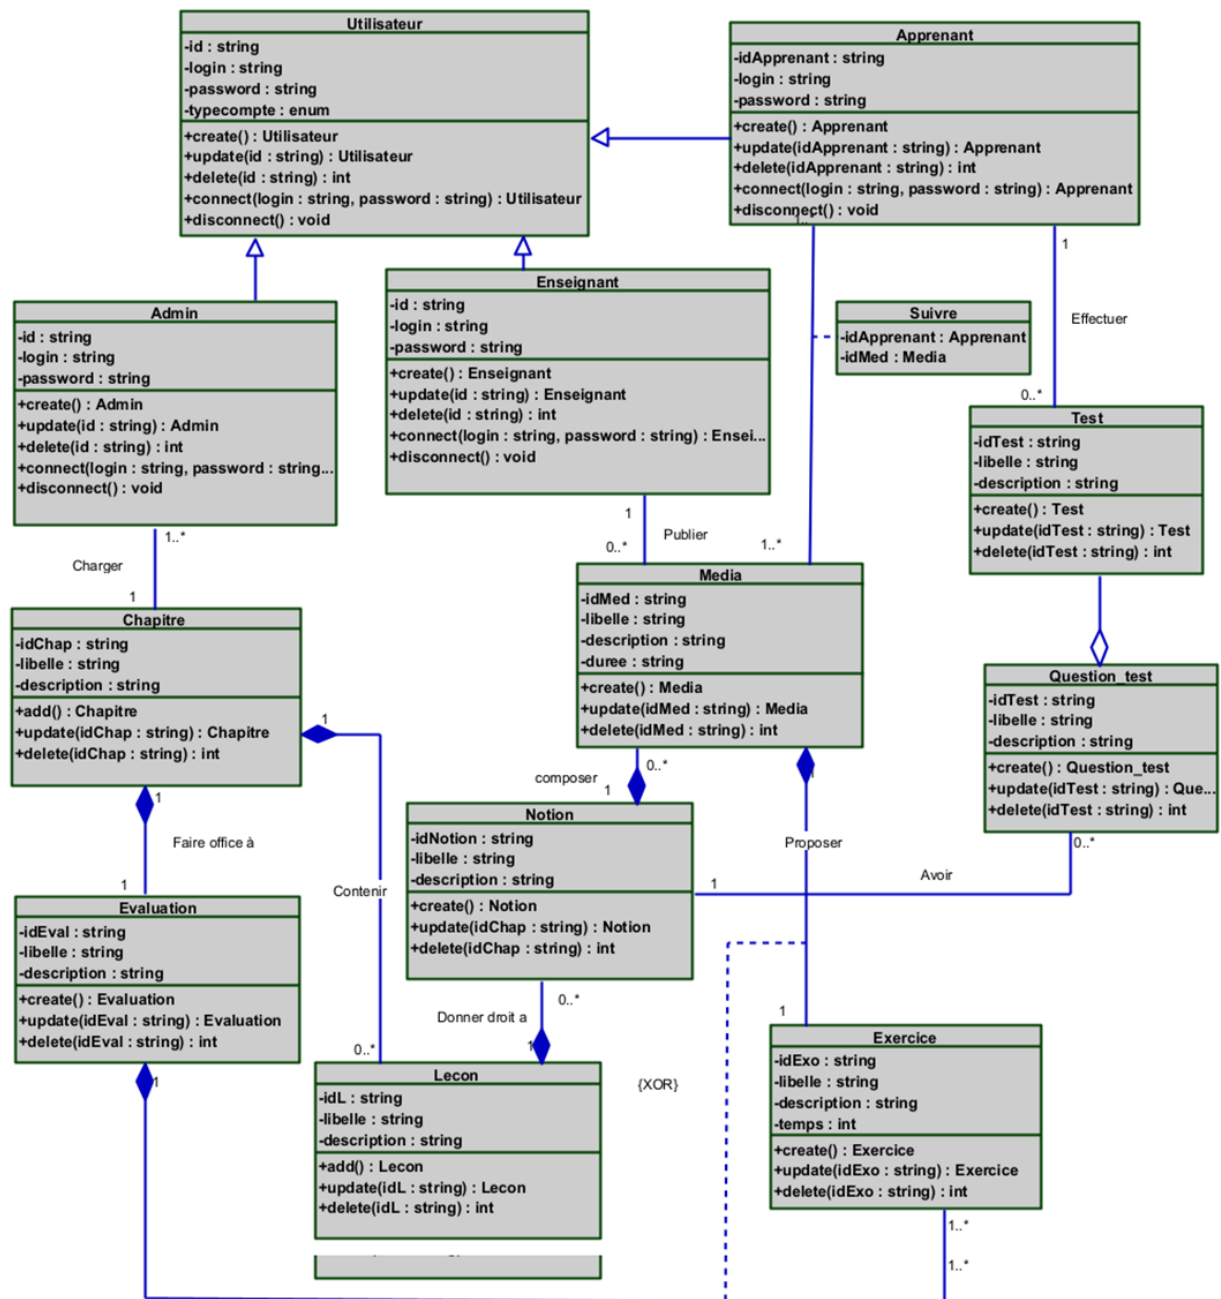 Utilisateur
-id : string
-login : string
-password : string
-typecompte : enum
+create() : Utilisateur
+update(id : string) : Utilisateur
+delete(id : string) : int
+connect(login : string, password : string) : Utilisateur
+disconnect() : void
Apprenant
-idApprenant : string
-login : string
-password : string
+create() : Apprenant
+update(idApprenant : string) : Apprenant
+delete(idApprenant : string) : int
+connect(login : string, password : string) : Apprenant
+disconnect() : void
Admin
-id : string
-login : string
-password : string
+create() : Admin
+update(id : string) : Admin
+delete(id : string) : int
+connect(login : string, password : string...
+disconnect() : void
Enseignant
-id : string
-login : string
-password : string
+create() : Enseignant
+update(id : string) : Enseignant
+delete(id : string) : int
+connect(login : string, password : string) : Ensei...
+disconnect() : void
Suivre
-idApprenant : Apprenant
-idMed : Media
1
Effectuer
0..*
Test
-idTest : string
-libelle : string
-description : string
+create() : Test
+update(idTest : string) : Test
+delete(idTest : string) : int
1..*
Charger
1
1
Publier
0..*
1..*
Chapitre
-idChap : string
-libelle : string
-description : string
+add() : Chapitre
+update(idChap : string) : Chapitre
+delete(idChap : string) : int
Media
-idMed : string
-libelle : string
-description : string
-duree : string
+create() : Media
+update(idMed : string) : Media
+delete(idMed : string) : int
Question_test
-idTest : string
-libelle : string
-description : string
+create() : Question_test
+update(idTest : string) : Que...
+delete(idTest : string) : int
1
1
Faire office à
1
Contenir
0..*
0..*
composer
1
1
Proposer
1
0..*
Avoir
1
Notion
-idNotion : string
-libelle : string
-description : string
+create() : Notion
+update(idChap : string) : Notion
+delete(idChap : string) : int
Evaluation
-idEval : string
-libelle : string
-description : string
+create() : Evaluation
+update(idEval : string) : Evaluation
+delete(idEval : string) : int
1
0..*
Donner droit a
1
Lecon
-idL : string
-libelle : string
-description : string
+add() : Lecon
+update(idL : string) : Lecon
+delete(idL : string) : int
{XOR}
Exercice
-idExo : string
-libelle : string
-description : string
-temps : int
+create() : Exercice
+update(idExo : string) : Exercice
+delete(idExo : string) : int
1..*
1..*